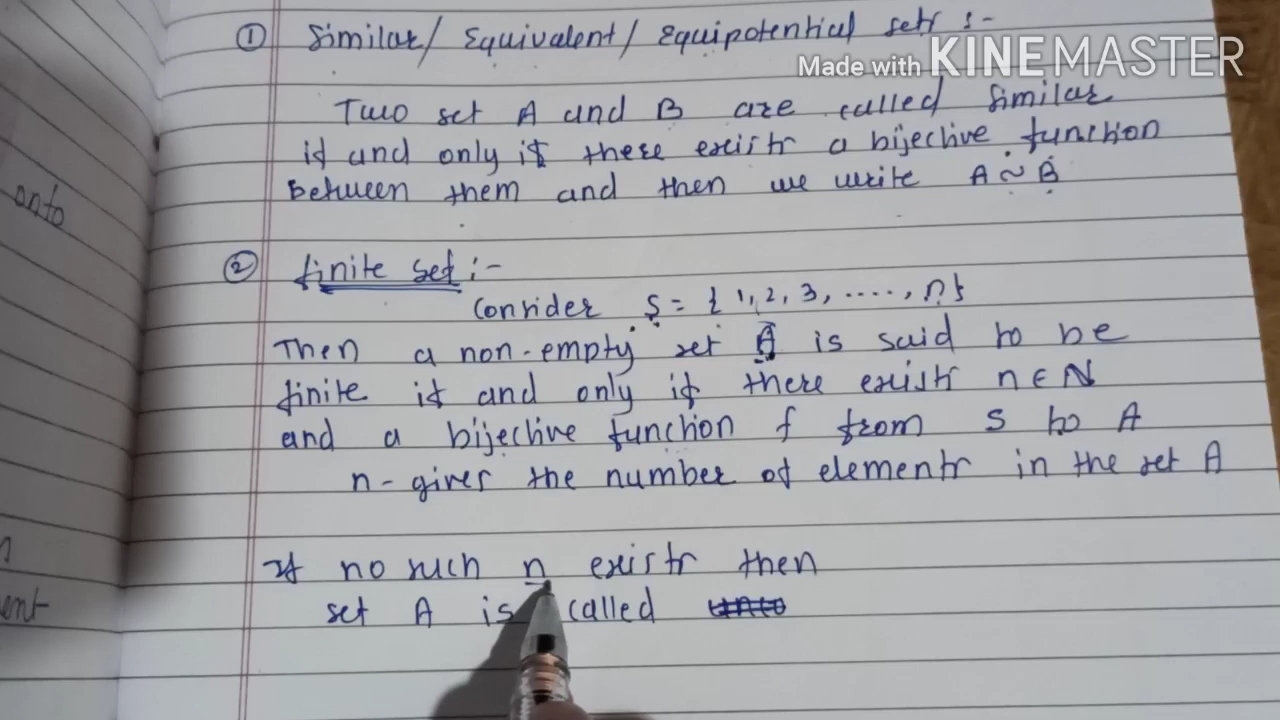 ① Similar/ Equivalent/ Equipotential sets :-
Made with KINEMASTER
Two set A and B are called similar
if and only if there exists a bijective function
between them and then we write A ~ B
onto
② finite set :-
Consider S = { 1, 2, 3, ....., n}
Then a non-empty set A is said to be
finite if and only if there exists n ∈ N
and a bijective function f from S to A
n - gives the number of elements in the set A
If no such n exists then
set A is called
ent